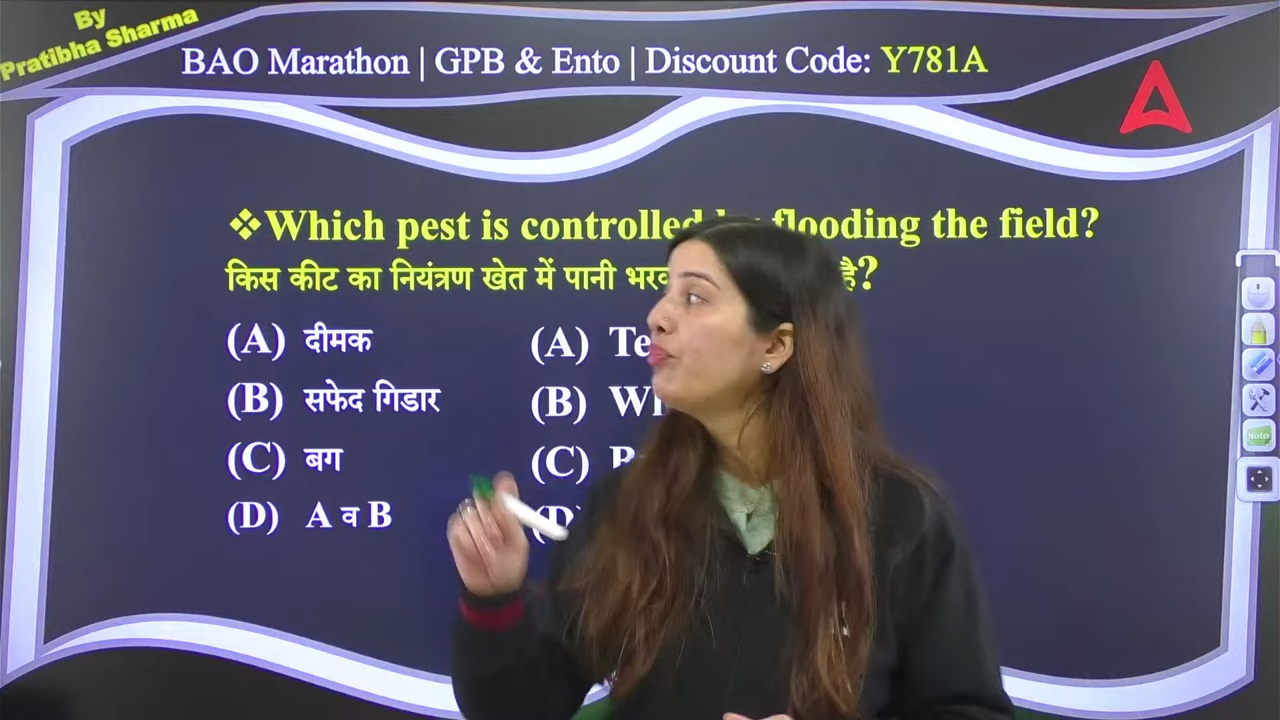 By
Pratibha Sharma
BAO Marathon | GPB & Ento | Discount Code: Y781A
❖Which pest is controlled flooding the field?
किस कीट का नियंत्रण खेत में पानी है?
(A) दीमक (A)
(B) सफेद गिडार (B)
(C) बग (C)
(D) A व B (D)
Note